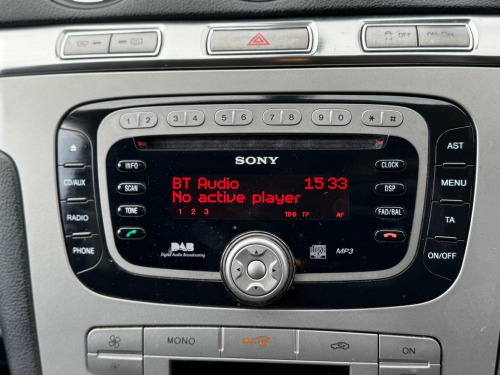 OFF
1 2 3 4 5 6 7 8 9 0 * #
SONY
AST
INFO
CLOCK
CD/AUX
SCAN
BT Audio 15 33
DSP
MENU
No active player
RADIO
TONE
1 2 3
TP AF
FAD/BAL
TA
PHONE
DAB
Digital Audio Broadcasting
MP3
ON/OFF
MONO
ON